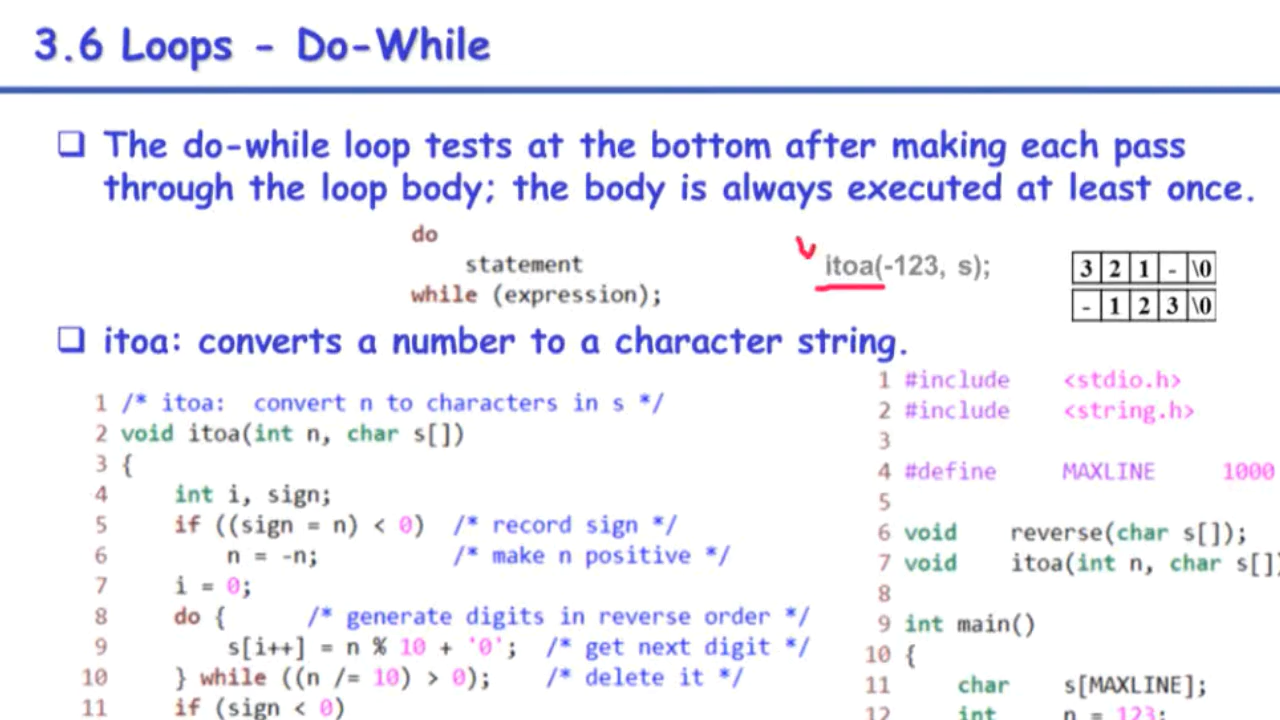 3.6 Loops - Do-While
❑ The do-while loop tests at the bottom after making each pass
through the loop body; the body is always executed at least once.
do
statement
while (expression);
itoa(-123, s);
3 2 1 - \0
- 1 2 3 \0
❑ itoa: converts a number to a character string.
1 /* itoa: convert n to characters in s */
2 void itoa(int n, char s[])
3 {
4 int i, sign;
5 if ((sign = n) < 0) /* record sign */
6 n = -n; /* make n positive */
7 i = 0;
8 do { /* generate digits in reverse order */
9 s[i++] = n % 10 + '0'; /* get next digit */
10 } while ((n /= 10) > 0); /* delete it */
11 if (sign < 0)
1 #include <stdio.h>
2 #include <string.h>
3
4 #define MAXLINE 1000
5
6 void reverse(char s[]);
7 void itoa(int n, char s[])
8
9 int main()
10 {
11 char s[MAXLINE];
12 int n = 123;